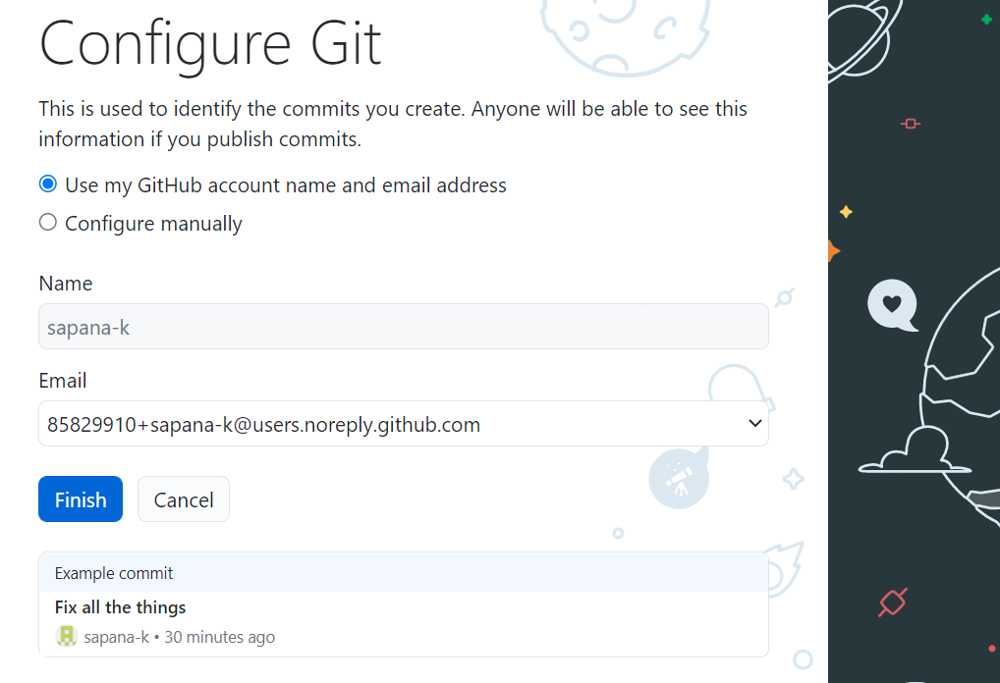 Configure Git
This is used to identify the commits you create. Anyone will be able to see this
information if you publish commits.
Use my GitHub account name and email address
Configure manually
Name
sapana-k
Email
85829910+sapana-k@users.noreply.github.com
Finish
Cancel
Example commit
Fix all the things
sapana-k • 30 minutes ago